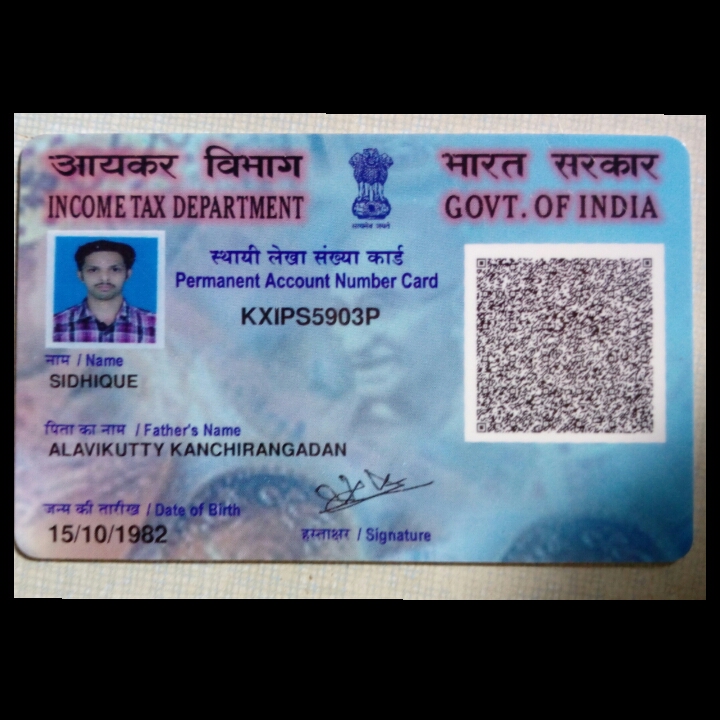 आयकर विभाग
INCOME TAX DEPARTMENT
भारत सरकार
GOVT. OF INDIA
सत्यमेव जयते
स्थायी लेखा संख्या कार्ड
Permanent Account Number Card
KXIPS5903P
नाम / Name
SIDHIQUE
पिता का नाम / Father's Name
ALAVIKUTTY KANCHIRANGADAN
जन्म की तारीख / Date of Birth
15/10/1982
हस्ताक्षर / Signature